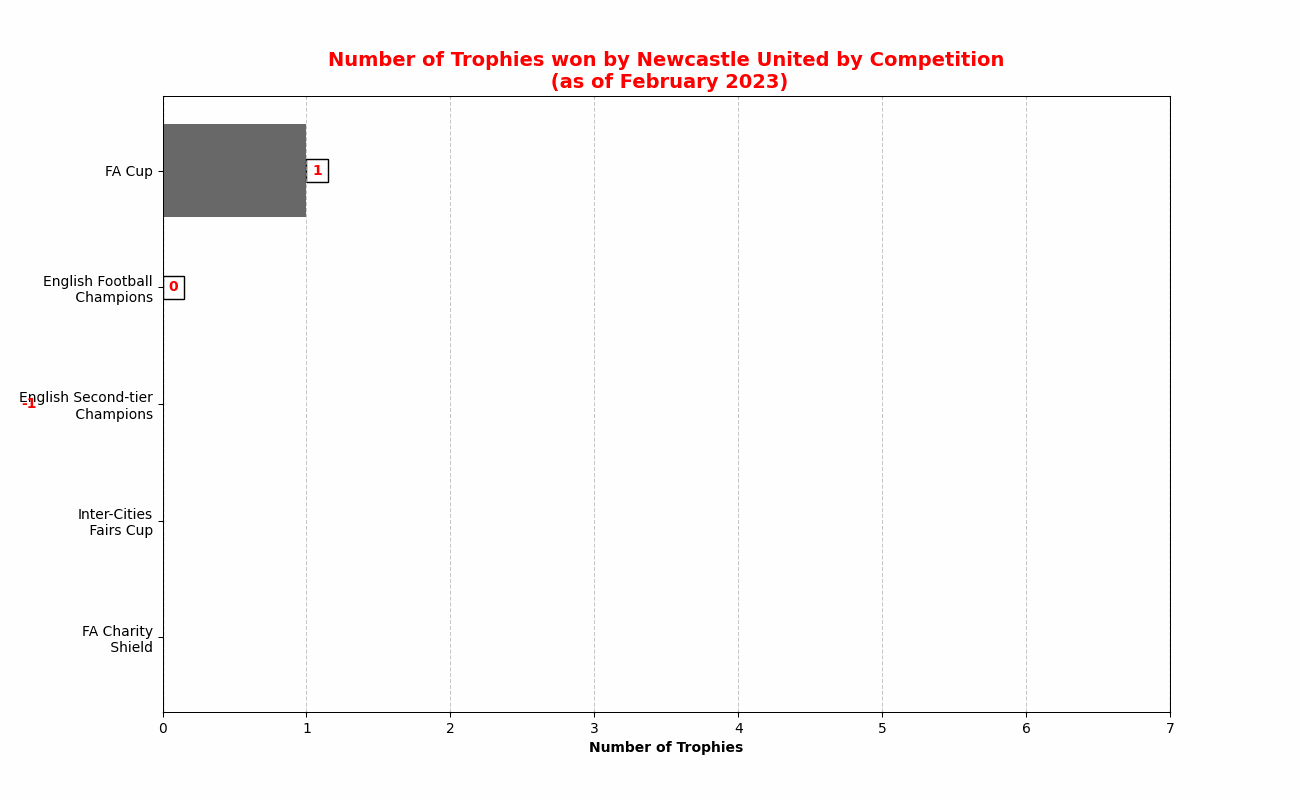 Number of Trophies won by Newcastle United by Competition
(as of February 2023)
FA Cup
1
English Football
Champions
0
English Second-tier
Champions
-1
Inter-Cities
Fairs Cup
FA Charity
Shield
0 1 2 3 4 5 6 7
Number of Trophies